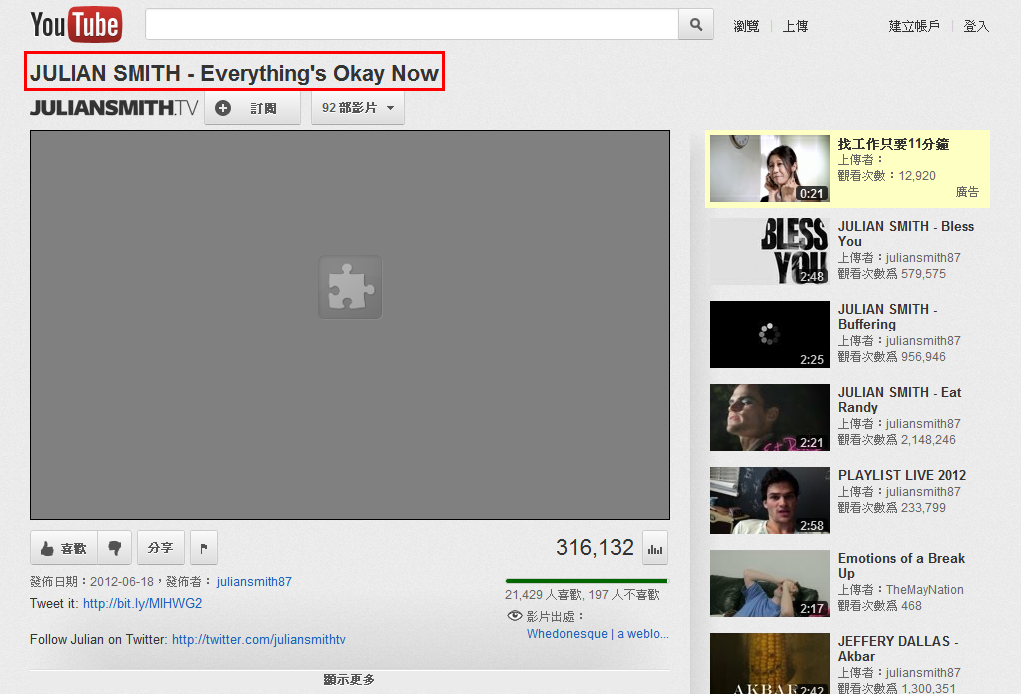 YouTube
瀏覽 上傳 建立帳戶 登入
JULIAN SMITH - Everything's Okay Now
JULIANSMITH.TV 訂閱 92 部影片
喜歡 分享 316,132
發佈日期：2012-06-18，發佈者： juliansmith87
Tweet it: http://bit.ly/MIHWG2
Follow Julian on Twitter: http://twitter.com/juliansmithtv
21,429 人喜歡, 197 人不喜歡
影片出處：
Whedonesque | a weblo...
顯示更多
0:21
找工作只要11分鐘
上傳者：
觀看次數：12,920
廣告
BLESS
YOU
2:48
JULIAN SMITH - Bless
You
上傳者：juliansmith87
觀看次數為 579,575
2:25
JULIAN SMITH -
Buffering
上傳者：juliansmith87
觀看次數為 956,946
2:21
JULIAN SMITH - Eat
Randy
上傳者：juliansmith87
觀看次數為 2,148,246
2:58
PLAYLIST LIVE 2012
上傳者：juliansmith87
觀看次數為 233,799
2:17
Emotions of a Break
Up
上傳者：TheMayNation
觀看次數為 468
AKBAR
2:42
JEFFERY DALLAS -
Akbar
上傳者：juliansmith87
觀看次數為 1,300,351